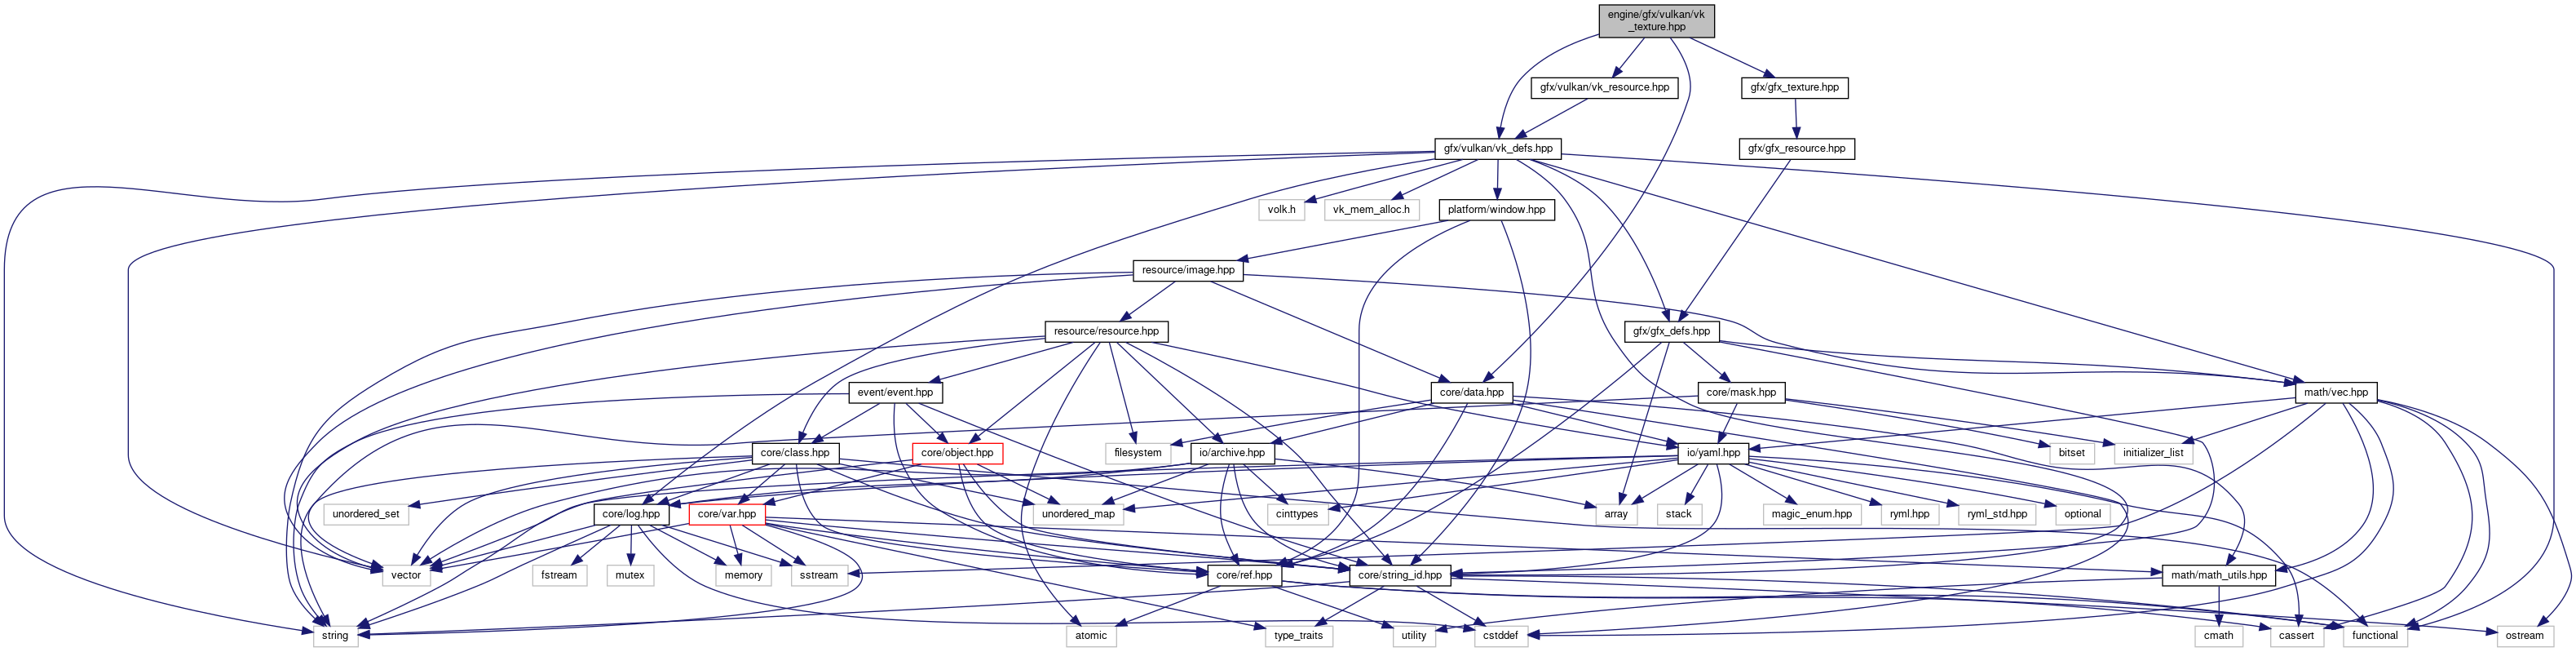 engine/gfx/vulkan/vk
_texture.hpp
gfx/vulkan/vk_resource.hpp
gfx/gfx_texture.hpp
gfx/vulkan/vk_defs.hpp
gfx/gfx_resource.hpp
volk.h
vk_mem_alloc.h
platform/window.hpp
resource/image.hpp
resource/resource.hpp
gfx/gfx_defs.hpp
event/event.hpp
core/data.hpp
core/mask.hpp
math/vec.hpp
core/class.hpp
core/object.hpp
filesystem
io/archive.hpp
io/yaml.hpp
bitset
initializer_list
unordered_set
core/log.hpp
core/var.hpp
unordered_map
cinttypes
array
stack
magic_enum.hpp
ryml.hpp
ryml_std.hpp
optional
vector
fstream
mutex
memory
sstream
core/ref.hpp
core/string_id.hpp
math/math_utils.hpp
string
atomic
type_traits
utility
cstddef
cmath
cassert
functional
ostream